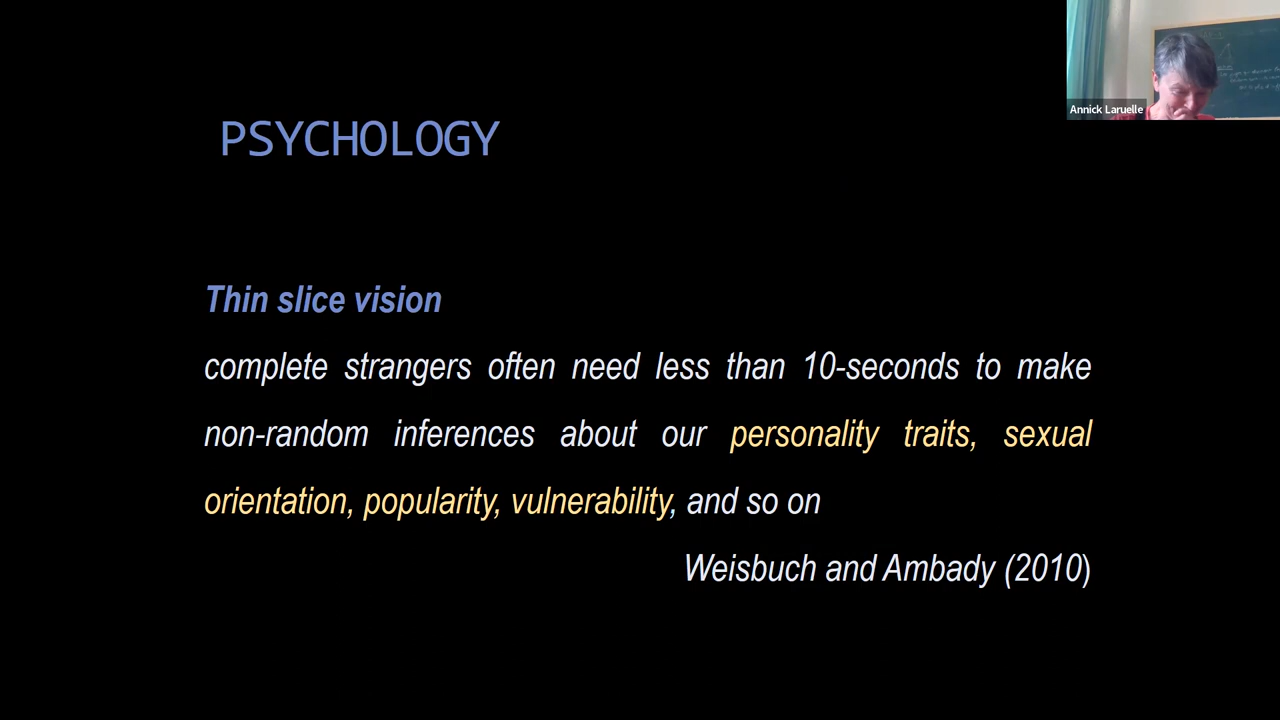 Annick Laruelle
PSYCHOLOGY
Thin slice vision
complete strangers often need less than 10-seconds to make
non-random inferences about our personality traits, sexual
orientation, popularity, vulnerability, and so on
Weisbuch and Ambady (2010)